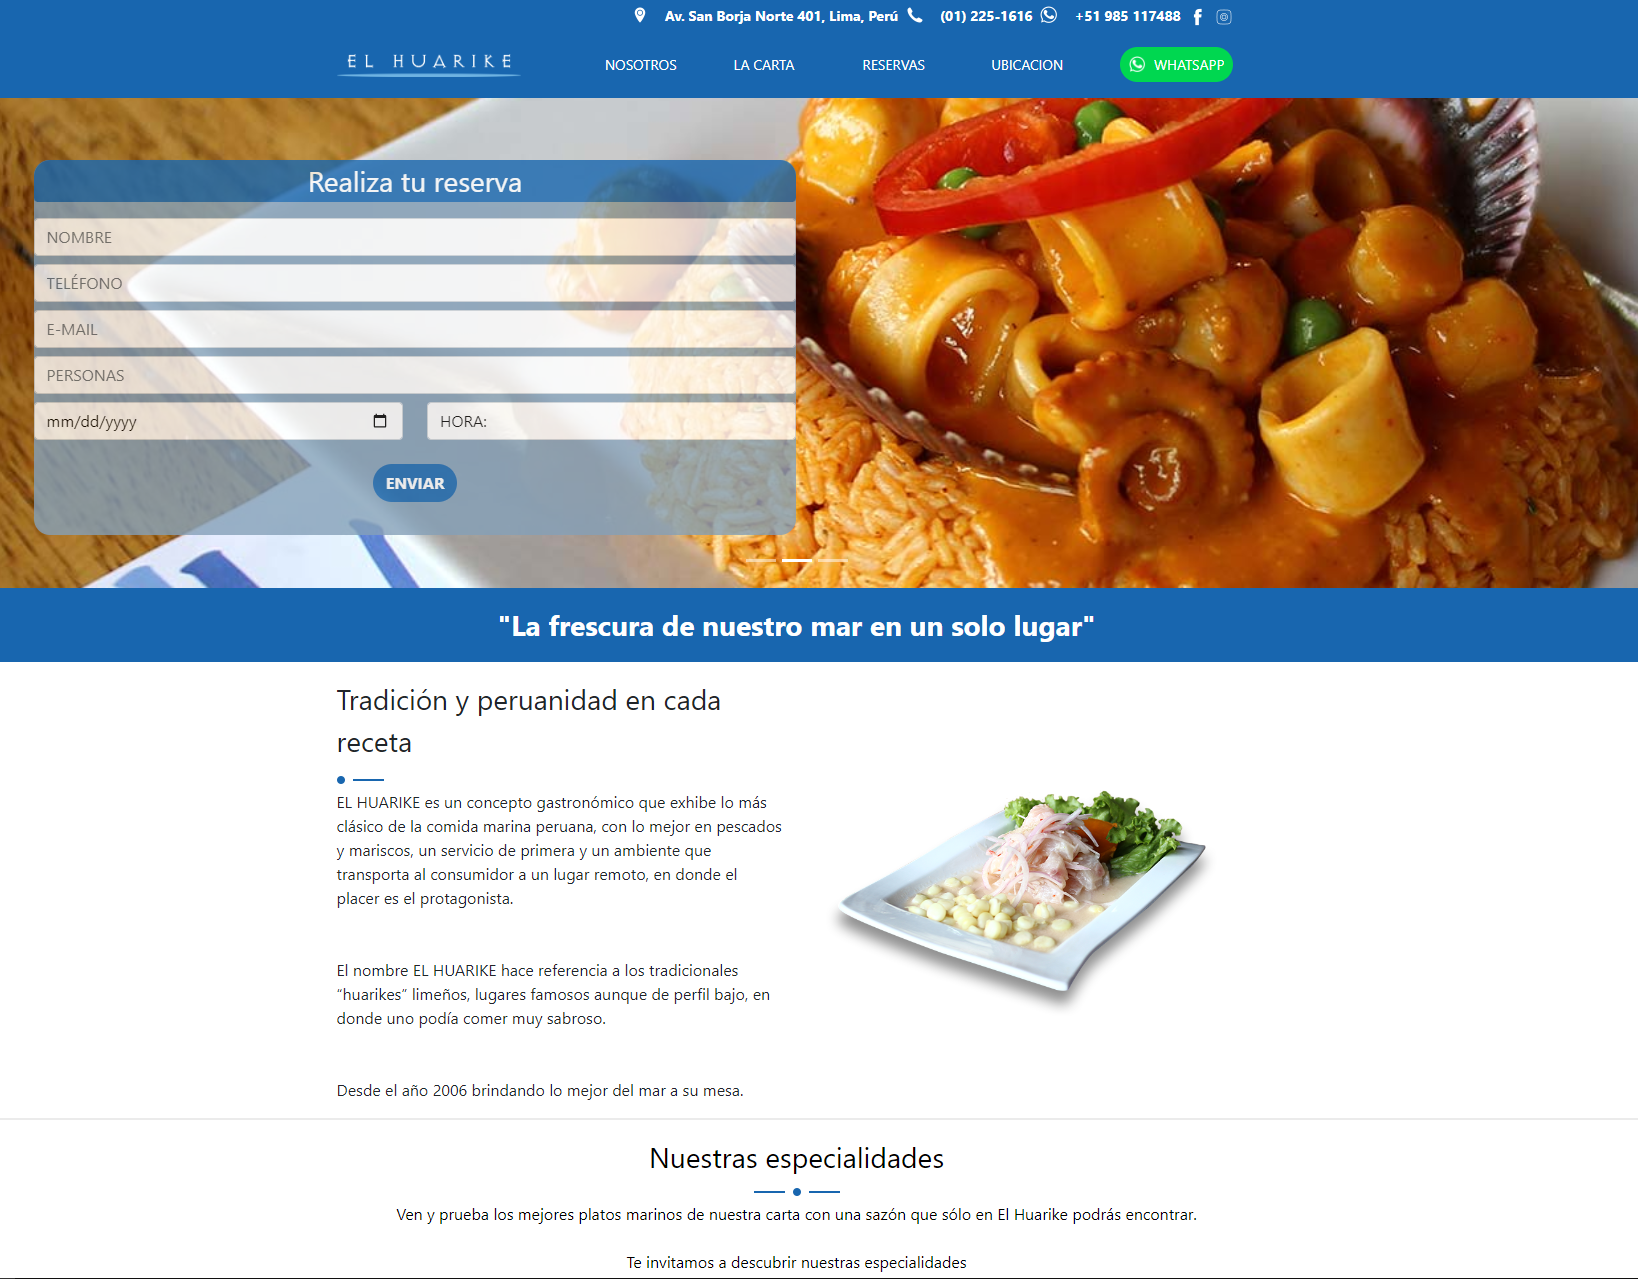 Av. San Borja Norte 401, Lima, Perú (01) 225-1616 +51 985 117488
EL HUARIKE
NOSOTROS LA CARTA RESERVAS UBICACION WHATSAPP
Realiza tu reserva
NOMBRE
TELÉFONO
E-MAIL
PERSONAS
mm/dd/yyyy HORA:
ENVIAR
"La frescura de nuestro mar en un solo lugar"
Tradición y peruanidad en cada
receta
EL HUARIKE es un concepto gastronómico que exhibe lo más
clásico de la comida marina peruana, con lo mejor en pescados
y mariscos, un servicio de primera y un ambiente que
transporta al consumidor a un lugar remoto, en donde el
placer es el protagonista.
El nombre EL HUARIKE hace referencia a los tradicionales
“huarikes” limeños, lugares famosos aunque de perfil bajo, en
donde uno podía comer muy sabroso.
Desde el año 2006 brindando lo mejor del mar a su mesa.
Nuestras especialidades
Ven y prueba los mejores platos marinos de nuestra carta con una sazón que sólo en El Huarike podrás encontrar.
Te invitamos a descubrir nuestras especialidades